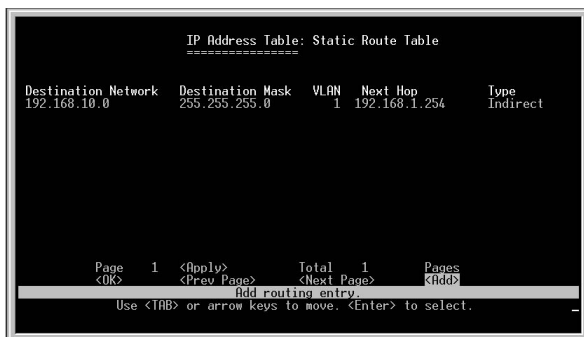 IP Address Table: Static Route Table
================
Destination Network Destination Mask VLAN Next Hop Type
192.168.10.0 255.255.255.0 1 192.168.1.254 Indirect
Page 1 <Apply> Total 1 Pages
<OK> <Prev Page> <Next Page> <Add>
Add routing entry.
Use <TAB> or arrow keys to move. <Enter> to select.